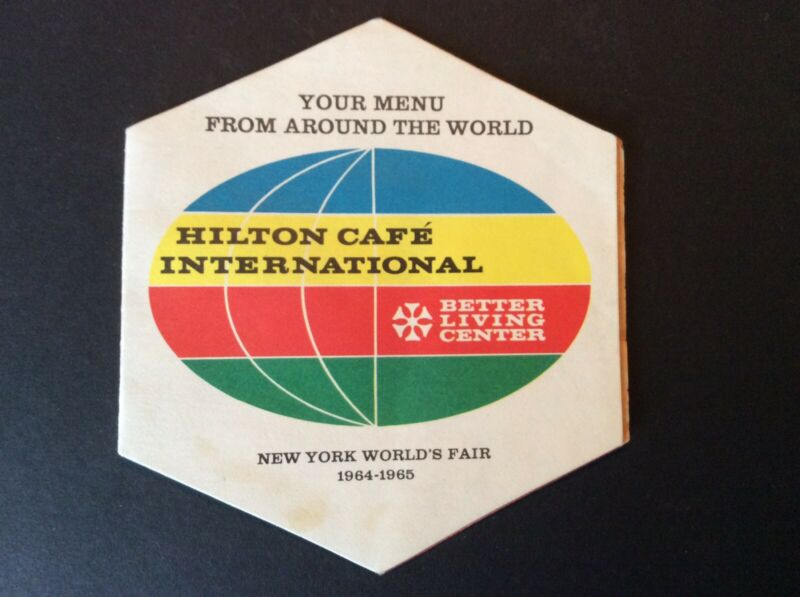 YOUR MENU
FROM AROUND THE WORLD
HILTON CAFÉ
INTERNATIONAL
BETTER
LIVING
CENTER
NEW YORK WORLD'S FAIR
1964-1965